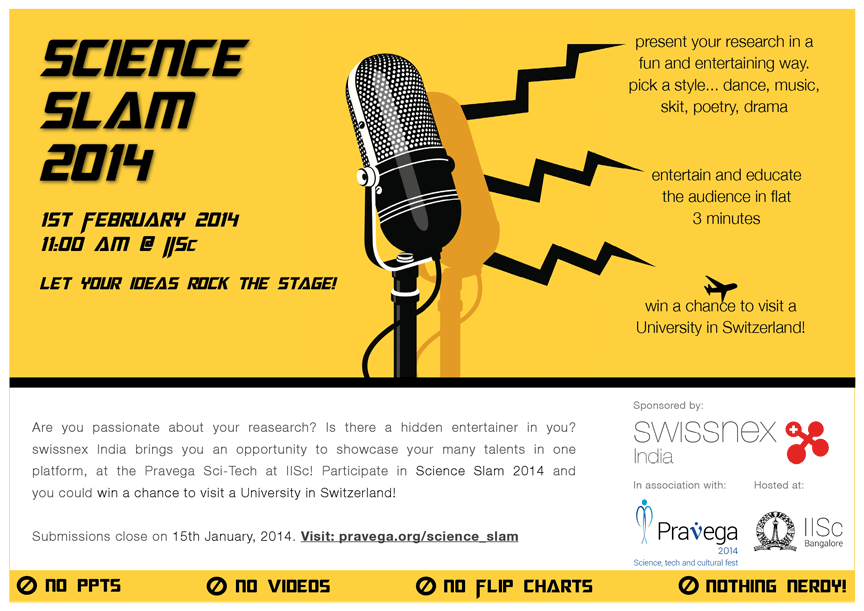 SCIENCE
SLAM
2014
1st February 2014
11:00 AM @ IISc
Let your ideas rock the stage!
present your research in a
fun and entertaining way.
pick a style... dance, music,
skit, poetry, drama
entertain and educate
the audience in flat
3 minutes
win a chance to visit a
University in Switzerland!
Are you passionate about your reasearch? Is there a hidden entertainer in you?
swissnex India brings you an opportunity to showcase your many talents in one
platform, at the Pravega Sci-Tech at IISc! Participate in Science Slam 2014 and
you could win a chance to visit a University in Switzerland!
Submissions close on 15th January, 2014. Visit: pravega.org/science_slam
Sponsored by:
swissnex
India
In association with:
Pravega
2014
Science, tech and cultural fest
Hosted at:
IISc
Bangalore
NO PPTS
NO VIDEOS
NO FLIP CHARTS
NOTHING NERDY!